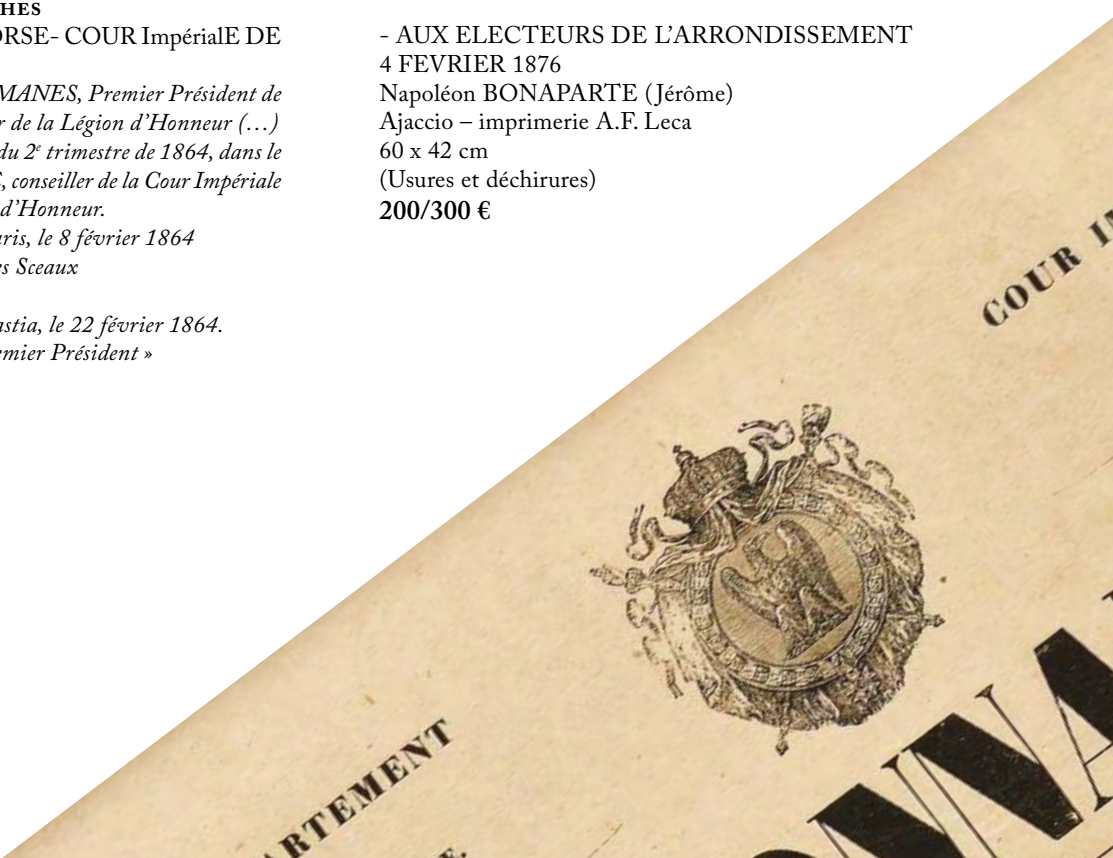 HES
ORSE- COUR ImpérialE DE
MANES, Premier Président de
r de la Légion d'Honneur (…)
du 2e trimestre de 1864, dans le
, conseiller de la Cour Impériale
d'Honneur.
ris, le 8 février 1864
es Sceaux
astia, le 22 février 1864.
emier Président »
- AUX ELECTEURS DE L'ARRONDISSEMENT
4 FEVRIER 1876
Napoléon BONAPARTE (Jérôme)
Ajaccio – imprimerie A.F. Leca
60 x 42 cm
(Usures et déchirures)
200/300 €
COUR I
ARTEMENT